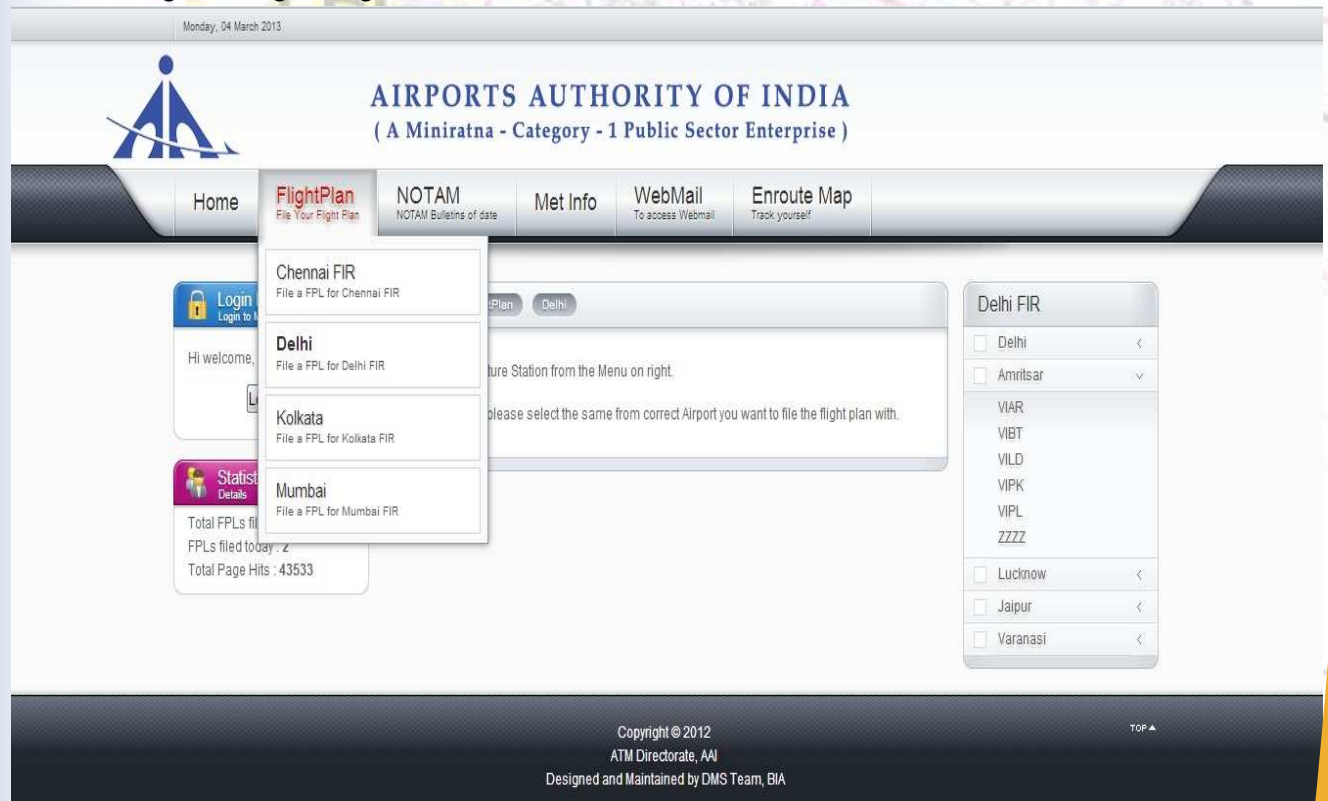 Monday, 04 March 2013
AIRPORTS AUTHORITY OF INDIA
( A Miniratna - Category - 1 Public Sector Enterprise )
Home
FlightPlan
File Your Flight Plan
NOTAM
NOTAM Bulletins of date
Met Info
WebMail
To access Webmail
Enroute Map
Track yourself
Chennai FIR
File a FPL for Chennai FIR
Delhi
File a FPL for Delhi FIR
Kolkata
File a FPL for Kolkata FIR
Mumbai
File a FPL for Mumbai FIR
Login
Login to
Hi welcome,
Plan
Delhi
ture Station from the Menu on right.
please select the same from correct Airport you want to file the flight plan with.
Statist
Details
Total FPLs fil
FPLs filed today : 2
Total Page Hits : 43533
Delhi FIR
Delhi
Amritsar
VIAR
VIBT
VILD
VIPK
VIPL
ZZZZ
Lucknow
Jaipur
Varanasi
Copyright © 2012
ATM Directorate, AAI
Designed and Maintained by DMS Team, BIA
TOP